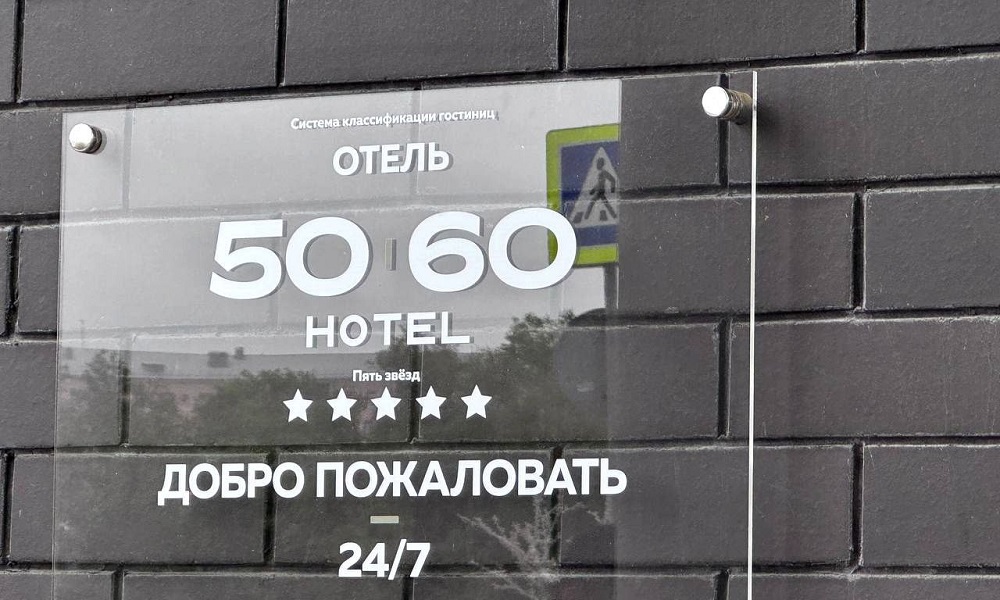 Система классификации гостиниц
ОТЕЛЬ
50 60
HOTEL
Пять звёзд
ДОБРО ПОЖАЛОВАТЬ
24/7